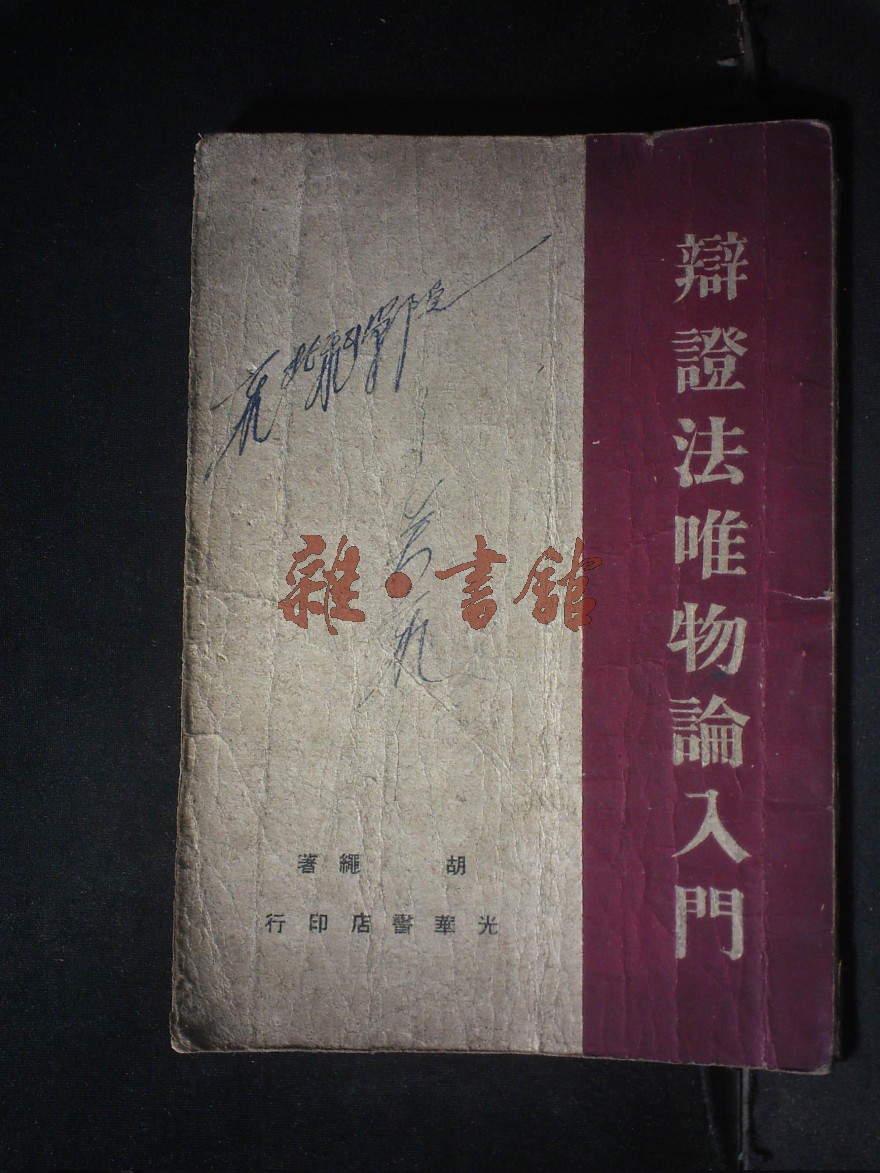 辯證法唯物論入門
雜·書館
胡 繩著
光華書店印行